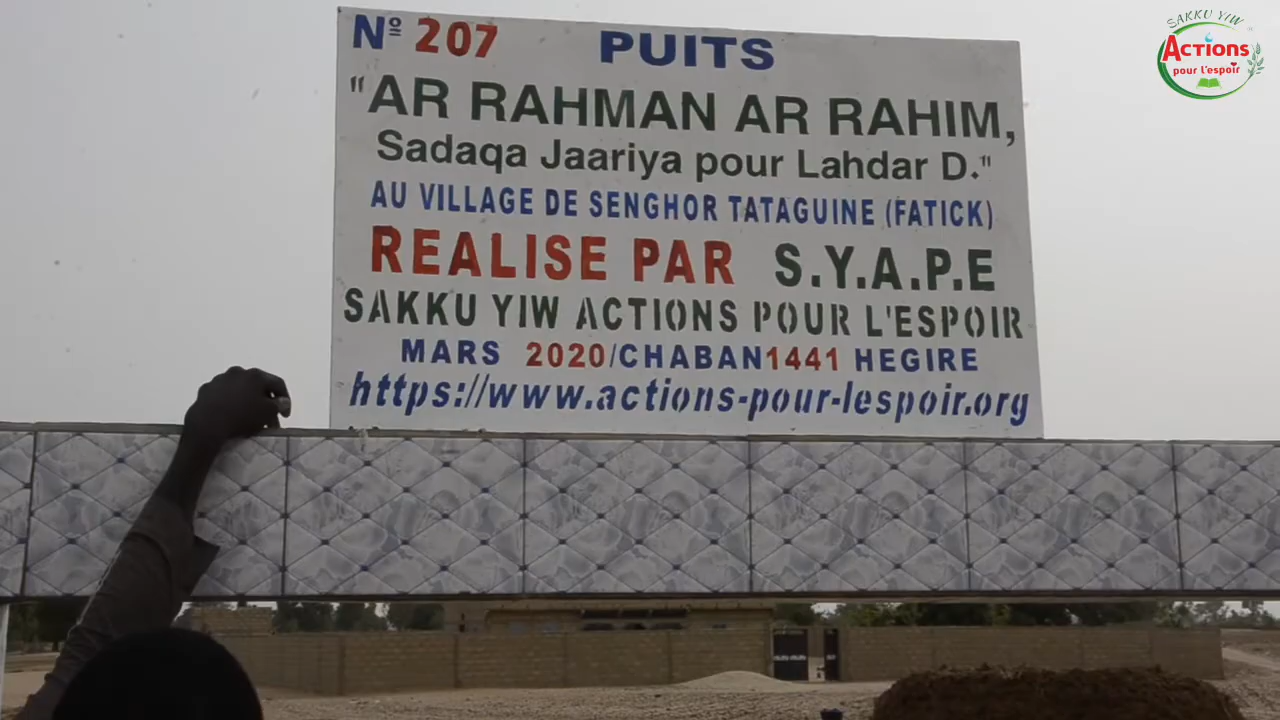 Nº 207 PUITS
"AR RAHMAN AR RAHIM,
Sadaqa Jaariya pour Lahdar D."
AU VILLAGE DE SENGHOR TATAGUINE (FATICK)
REALISE PAR S.Y.A.P.E
SAKKU YIW ACTIONS POUR L'ESPOIR
MARS 2020/CHABAN1441 HEGIRE
https://www.actions-pour-lespoir.org
SAKKU YIW
Actions
pour l'espoir